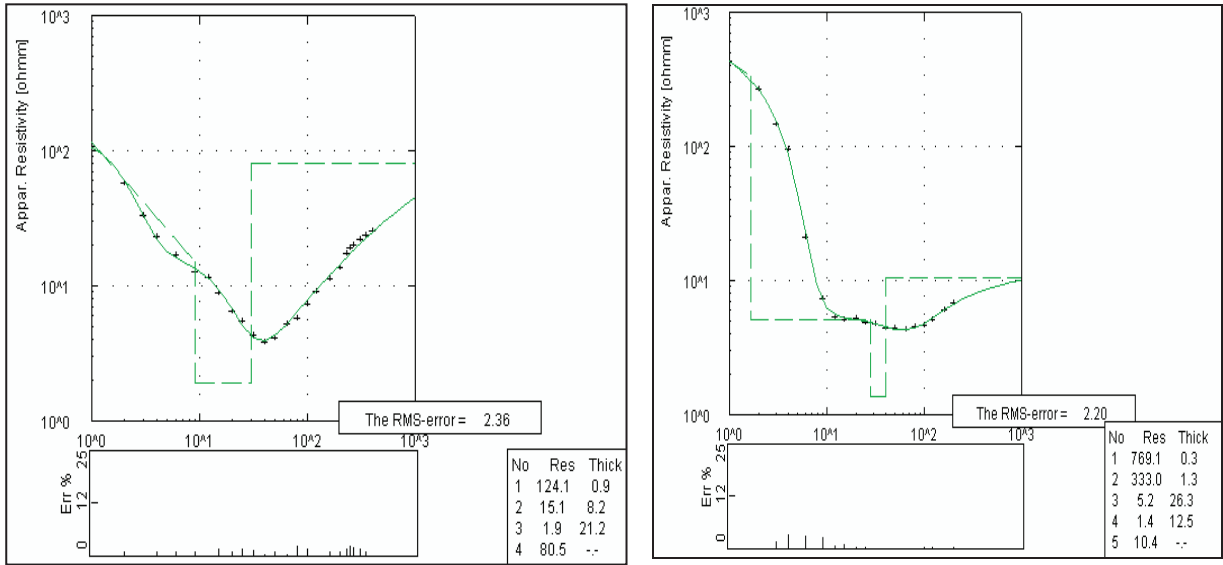 10^3
10^2
10^1
10^0
Appar. Resistivity [ohmm]
10^0 10^1 10^2 10^3
The RMS-error = 2.36
25
12
0
Err %
No Res Thick
1 124.1 0.9
2 15.1 8.2
3 1.9 21.2
4 80.5 -.-
10^3
10^2
10^1
10^0
Appar. Resistivity [ohmm]
10^0 10^1 10^2 10^3
The RMS-error = 2.20
25
12
0
Err %
No Res Thick
1 769.1 0.3
2 333.0 1.3
3 5.2 26.3
4 1.4 12.5
5 10.4 -.-